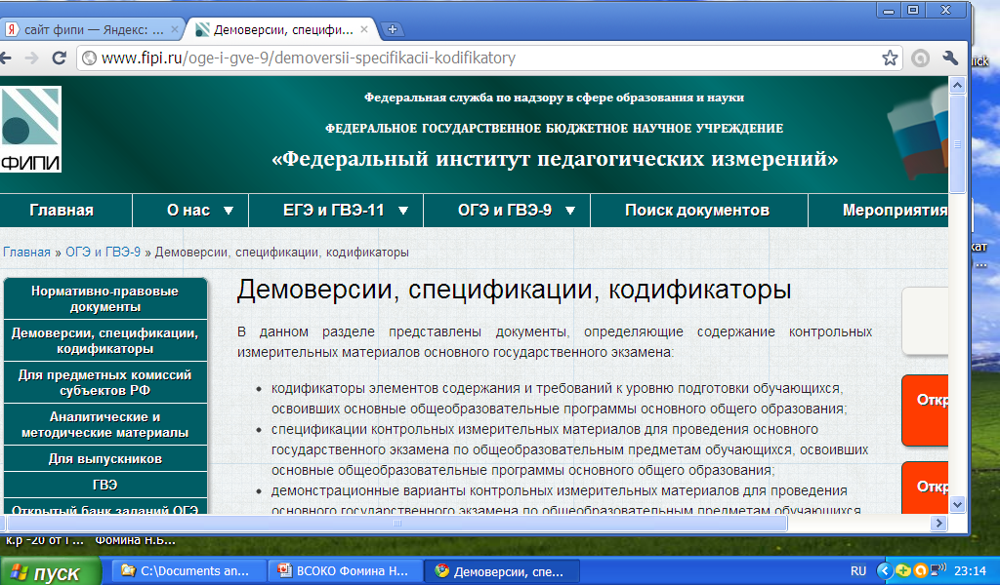 сайт фипи — Яндекс: ...
Демоверсии, специфи...
www.fipi.ru/oge-i-gve-9/demoversii-specifikacii-kodifikatory
ick
ФИПИ
Федеральная служба по надзору в сфере образования и науки
ФЕДЕРАЛЬНОЕ ГОСУДАРСТВЕННОЕ БЮДЖЕТНОЕ НАУЧНОЕ УЧРЕЖДЕНИЕ
«Федеральный институт педагогических измерений»
Главная
О нас ▼
ЕГЭ и ГВЭ-11 ▼
ОГЭ и ГВЭ-9 ▼
Поиск документов
Мероприятия
кат
...
Главная » ОГЭ и ГВЭ-9 » Демоверсии, спецификации, кодификаторы
Нормативно-правовые
документы
Демоверсии, спецификации,
кодификаторы
Для предметных комиссий
субъектов РФ
Аналитические и
методические материалы
Для выпускников
ГВЭ
Открытый банк заданий ОГЭ
Демоверсии, спецификации, кодификаторы
В данном разделе представлены документы, определяющие содержание контрольных
измерительных материалов основного государственного экзамена:
• кодификаторы элементов содержания и требований к уровню подготовки обучающихся,
освоивших основные общеобразовательные программы основного общего образования;
• спецификации контрольных измерительных материалов для проведения основного
государственного экзамена по общеобразовательным предметам обучающихся, освоивших
основные общеобразовательные программы основного общего образования;
• демонстрационные варианты контрольных измерительных материалов для проведения
основного государственного экзамена по общеобразовательным предметам обучающихся,
Откр
Откр
к.р -20 от Г...
Фомина Н.Б...
пуск
C:\Documents an...
ВСОКО Фомина Н...
Демоверсии, спе...
RU
23:14